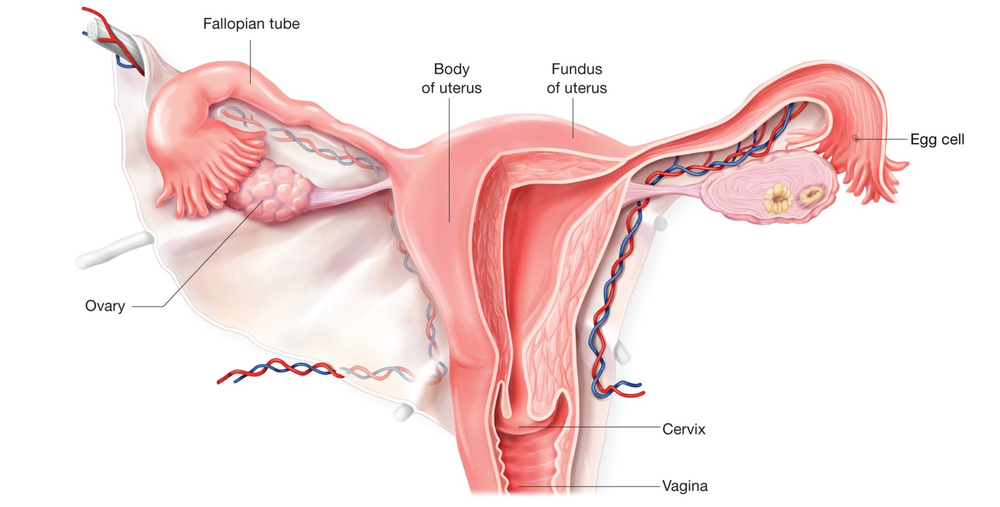 Fallopian tube
Body
of uterus
Fundus
of uterus
Egg cell
Ovary
Cervix
Vagina